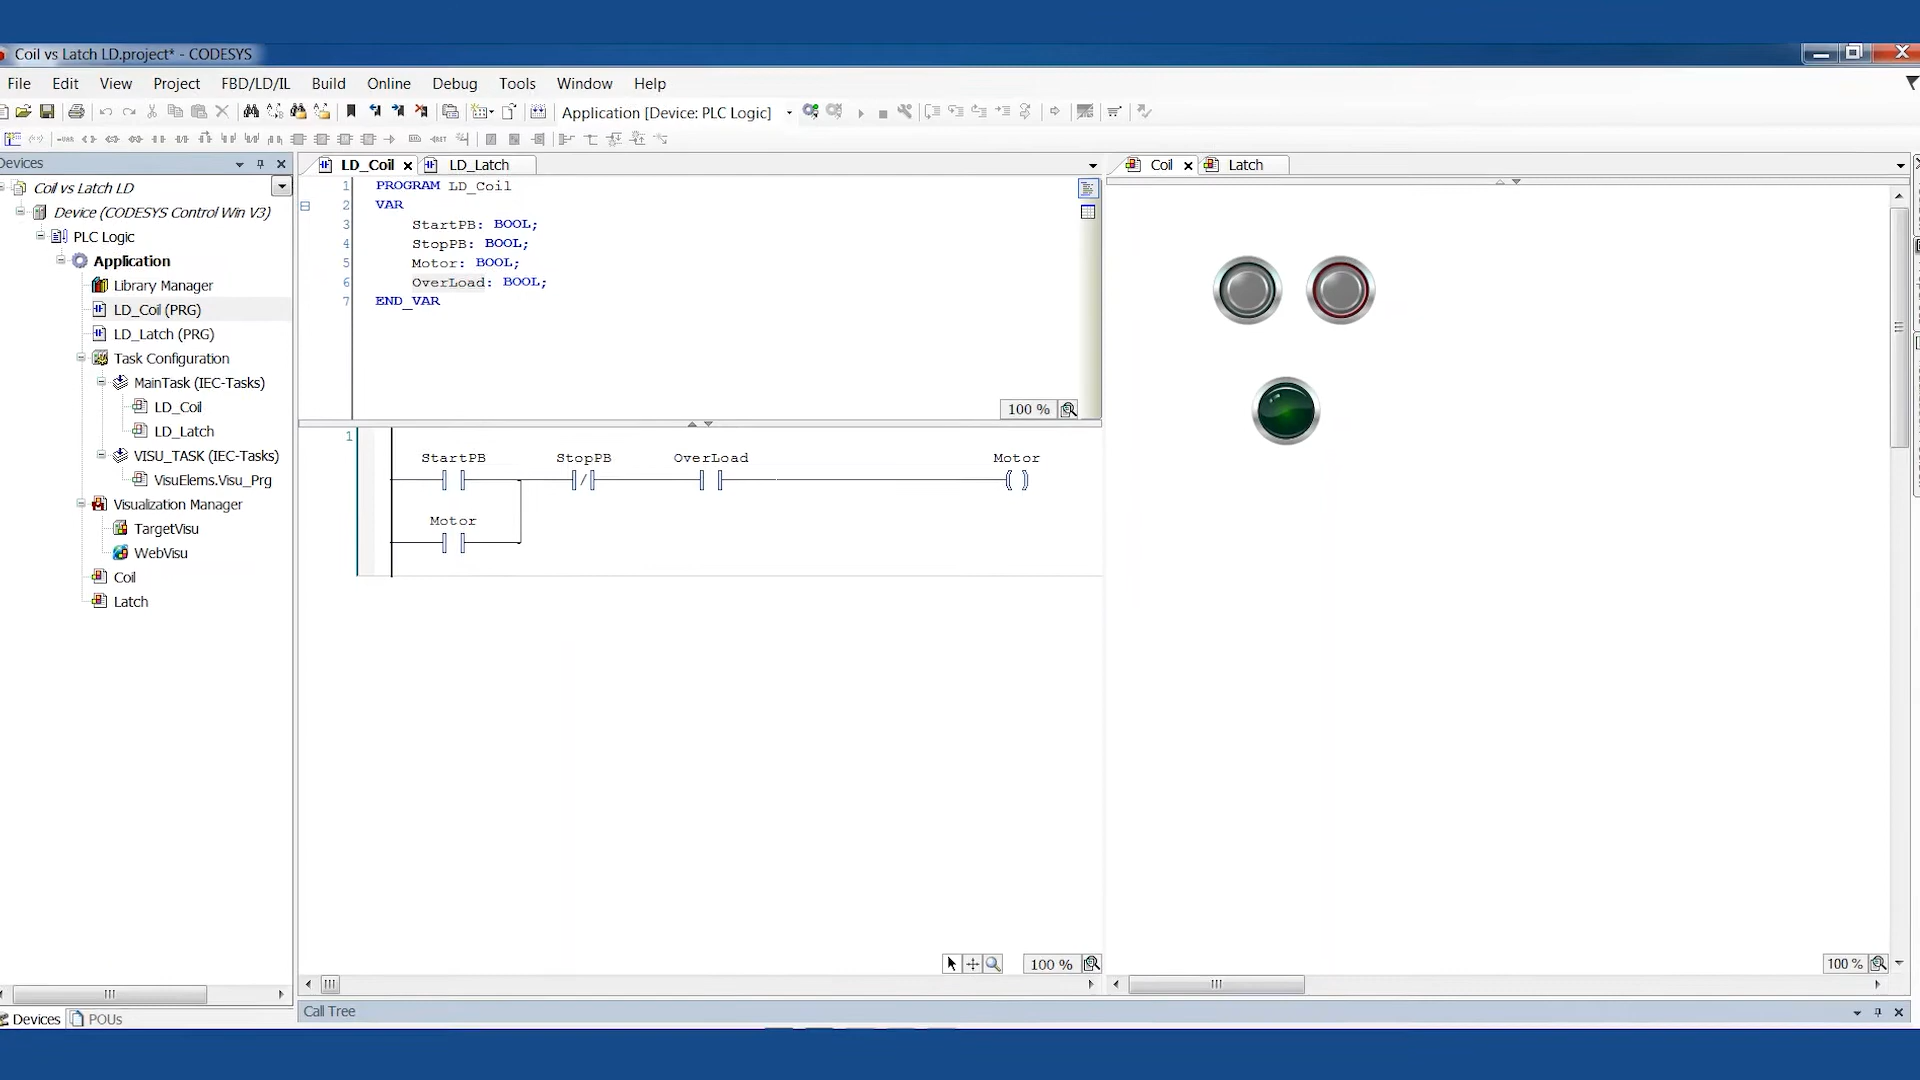 Coil vs Latch LD.project* - CODESYS
File Edit View Project FBD/LD/IL Build Online Debug Tools Window Help
Application [Device: PLC Logic]
Devices
Coil vs Latch LD
Device (CODESYS Control Win V3)
PLC Logic
Application
Library Manager
LD_Coil (PRG)
LD_Latch (PRG)
Task Configuration
MainTask (IEC-Tasks)
LD_Coil
LD_Latch
VISU_TASK (IEC-Tasks)
VisuElems.Visu_Prg
Visualization Manager
TargetVisu
WebVisu
Coil
Latch
Devices POUs
LD_Coil LD_Latch
1 PROGRAM LD_Coil
2 VAR
3 StartPB: BOOL;
4 StopPB: BOOL;
5 Motor: BOOL;
6 OverLoad: BOOL;
7 END_VAR
100 %
1
StartPB StopPB OverLoad Motor
Motor
100 %
Coil Latch
100 %
Call Tree